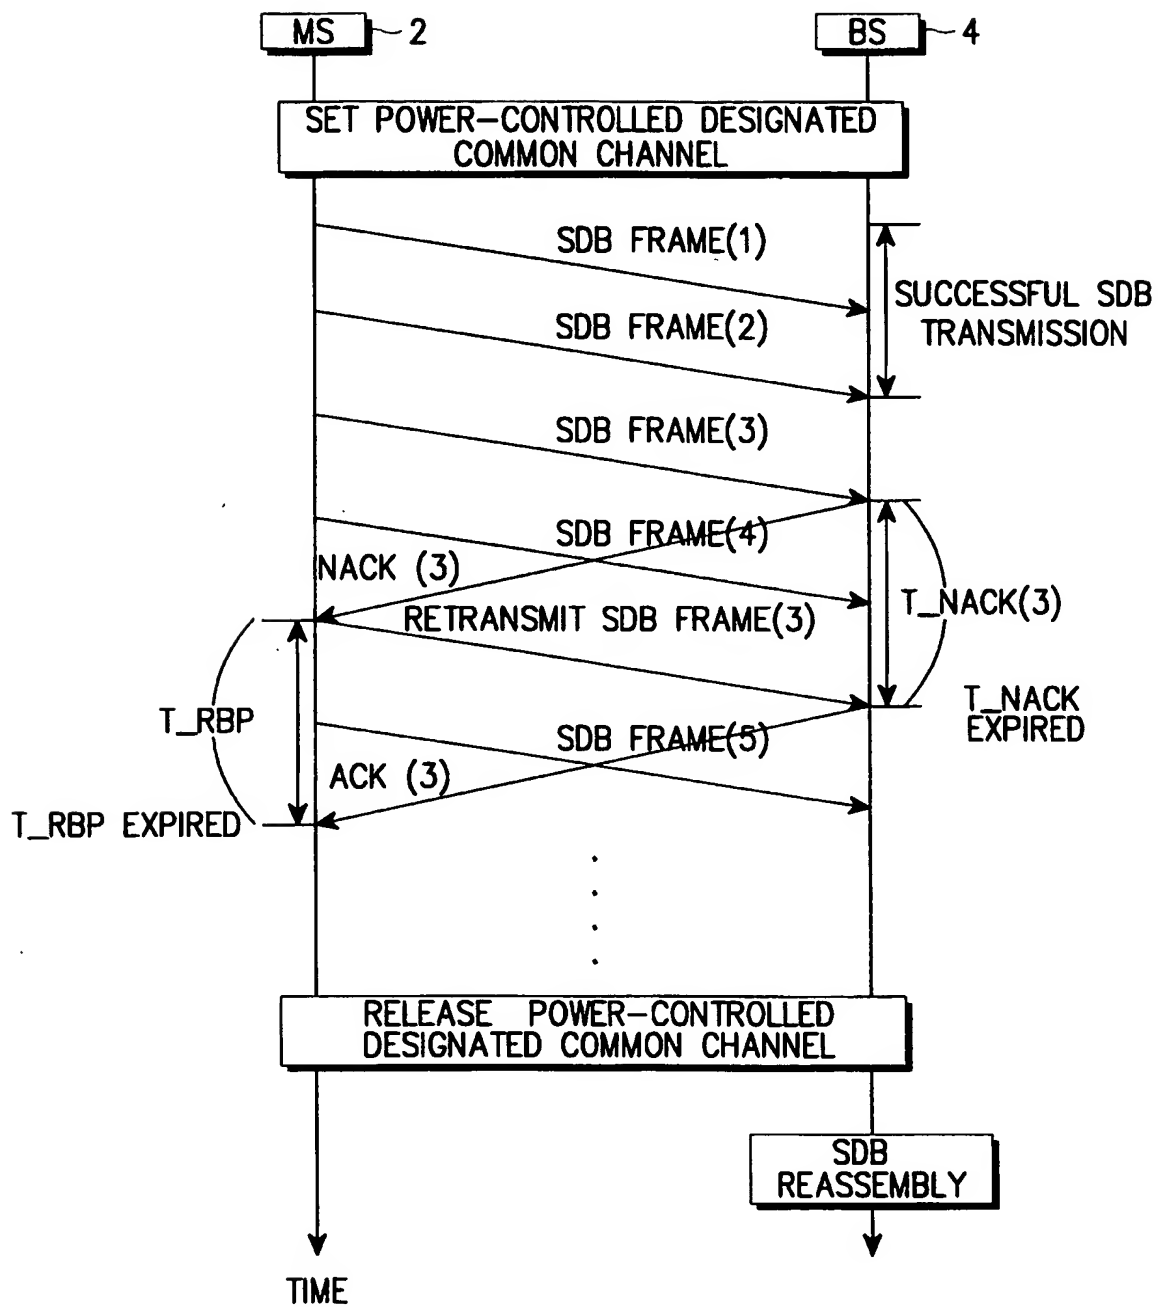 MS 2
BS 4
SET POWER-CONTROLLED DESIGNATED
COMMON CHANNEL
SDB FRAME(1)
SUCCESSFUL SDB
TRANSMISSION
SDB FRAME(2)
SDB FRAME(3)
SDB FRAME(4)
NACK (3)
T_NACK(3)
RETRANSMIT SDB FRAME(3)
T_NACK
EXPIRED
T_RBP
SDB FRAME(5)
ACK (3)
T_RBP EXPIRED
RELEASE POWER-CONTROLLED
DESIGNATED COMMON CHANNEL
SDB
REASSEMBLY
TIME